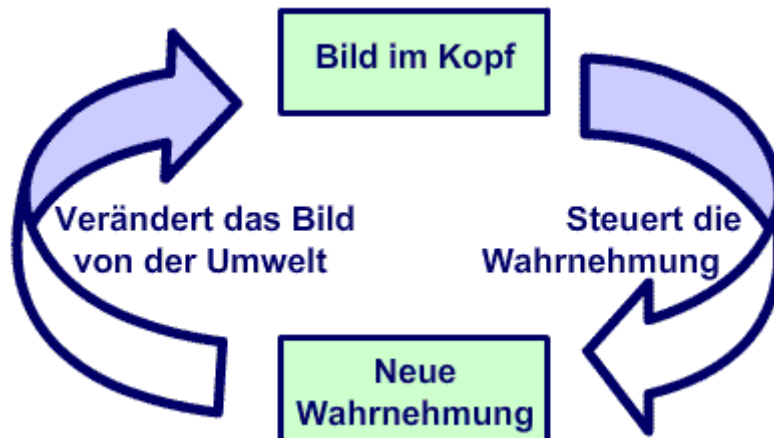 Bild im Kopf
Verändert das Bild
von der Umwelt
Steuert die
Wahrnehmung
Neue
Wahrnehmung